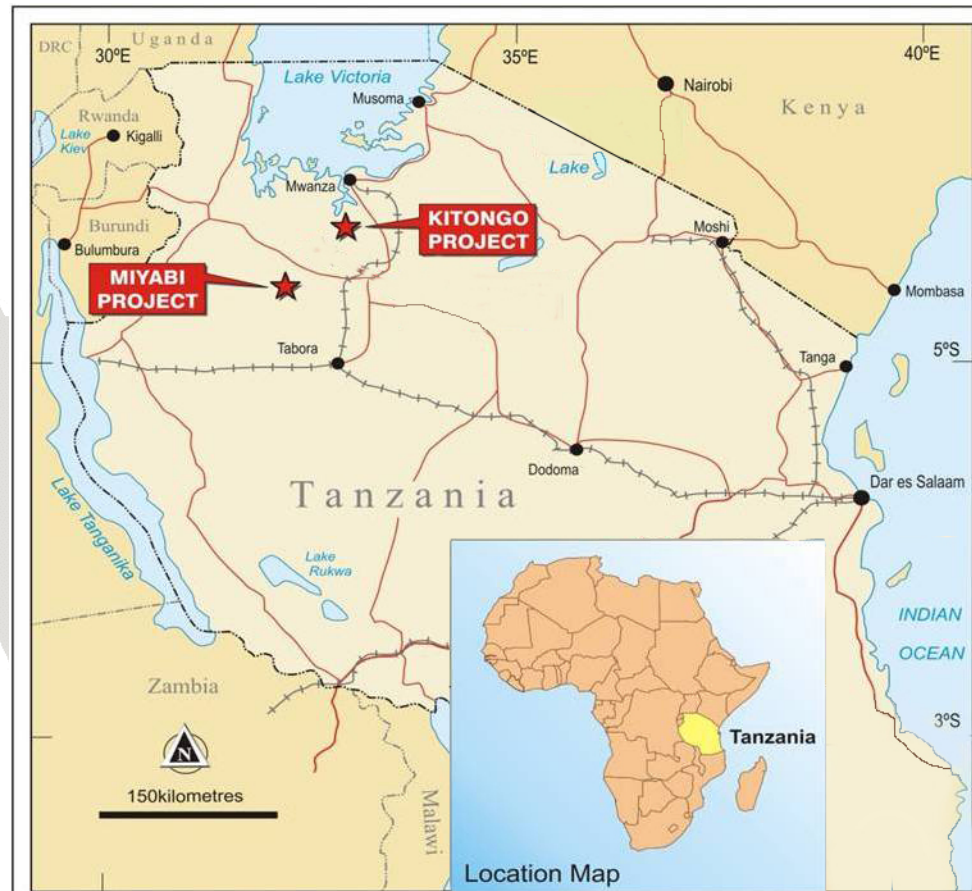 30ºE
35ºE
40ºE
DRC
Uganda
Lake Victoria
Musoma
Nairobi
Kenya
Rwanda
Lake
Kiev
Kigalli
Lake
Mwanza
KITONGO
PROJECT
Burundi
Bulumbura
Moshi
MIYABI
PROJECT
Mombasa
Tabora
Tanga
5ºS
Dodoma
Tanzania
Dar es Salaam
Lake Tanganika
Lake
Rukwa
INDIAN
OCEAN
Zambia
3ºS
N
Tanzania
150kilometres
Malawi
Location Map